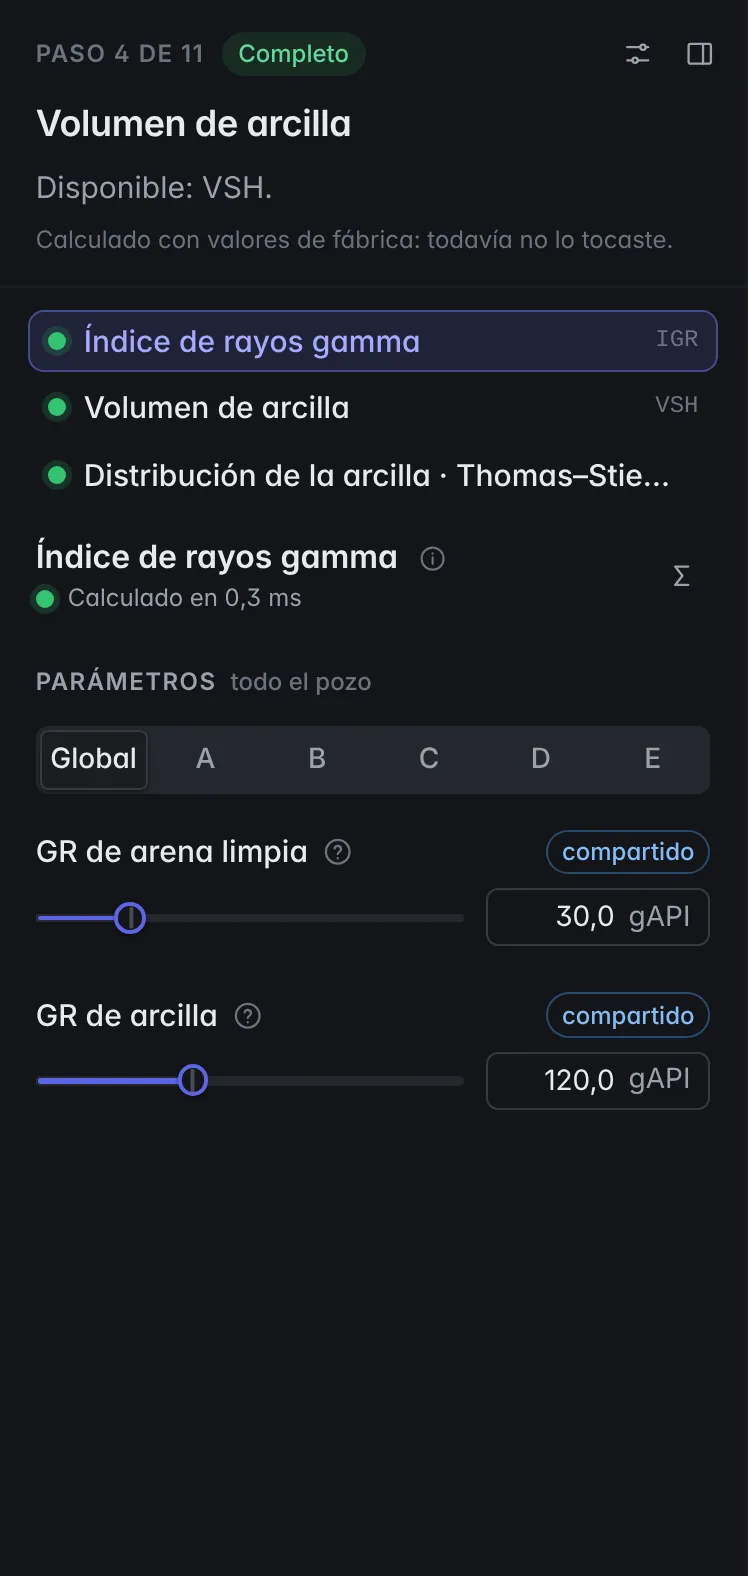 PASO 4 DE 11 Completo
Volumen de arcilla
Disponible: VSH.
Calculado con valores de fábrica: todavía no lo tocaste.
Índice de rayos gamma IGR
Volumen de arcilla VSH
Distribución de la arcilla · Thomas–Stie...
Índice de rayos gamma
Σ
Calculado en 0,3 ms
PARÁMETROS todo el pozo
Global A B C D E
GR de arena limpia compartido
30,0 gAPI
GR de arcilla compartido
120,0 gAPI